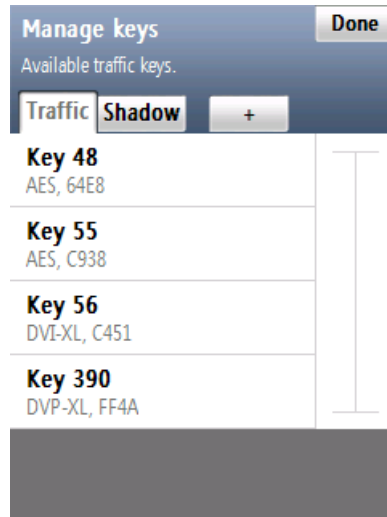 Manage keys
Done
Available traffic keys.
Traffic Shadow +
Key 48
AES, 64E8
Key 55
AES, C938
Key 56
DVI-XL, C451
Key 390
DVP-XL, FF4A